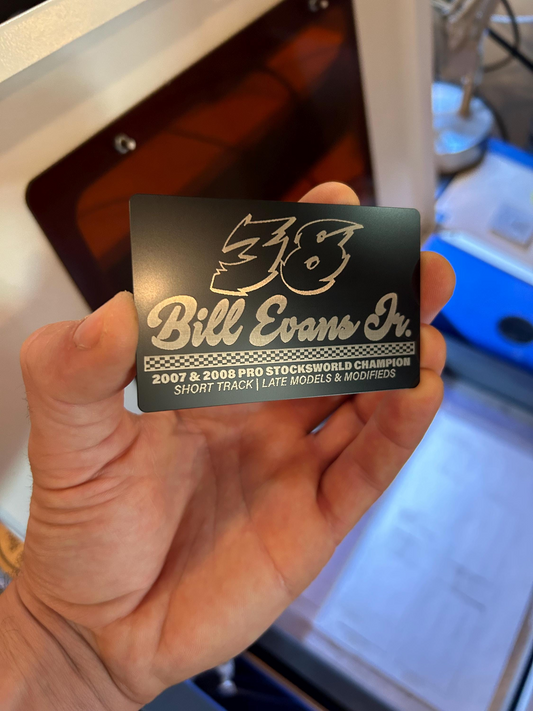 38
Bill Evans Jr.
2007 & 2008 PRO STOCKSWORLD CHAMPION
SHORT TRACK | LATE MODELS & MODIFIEDS